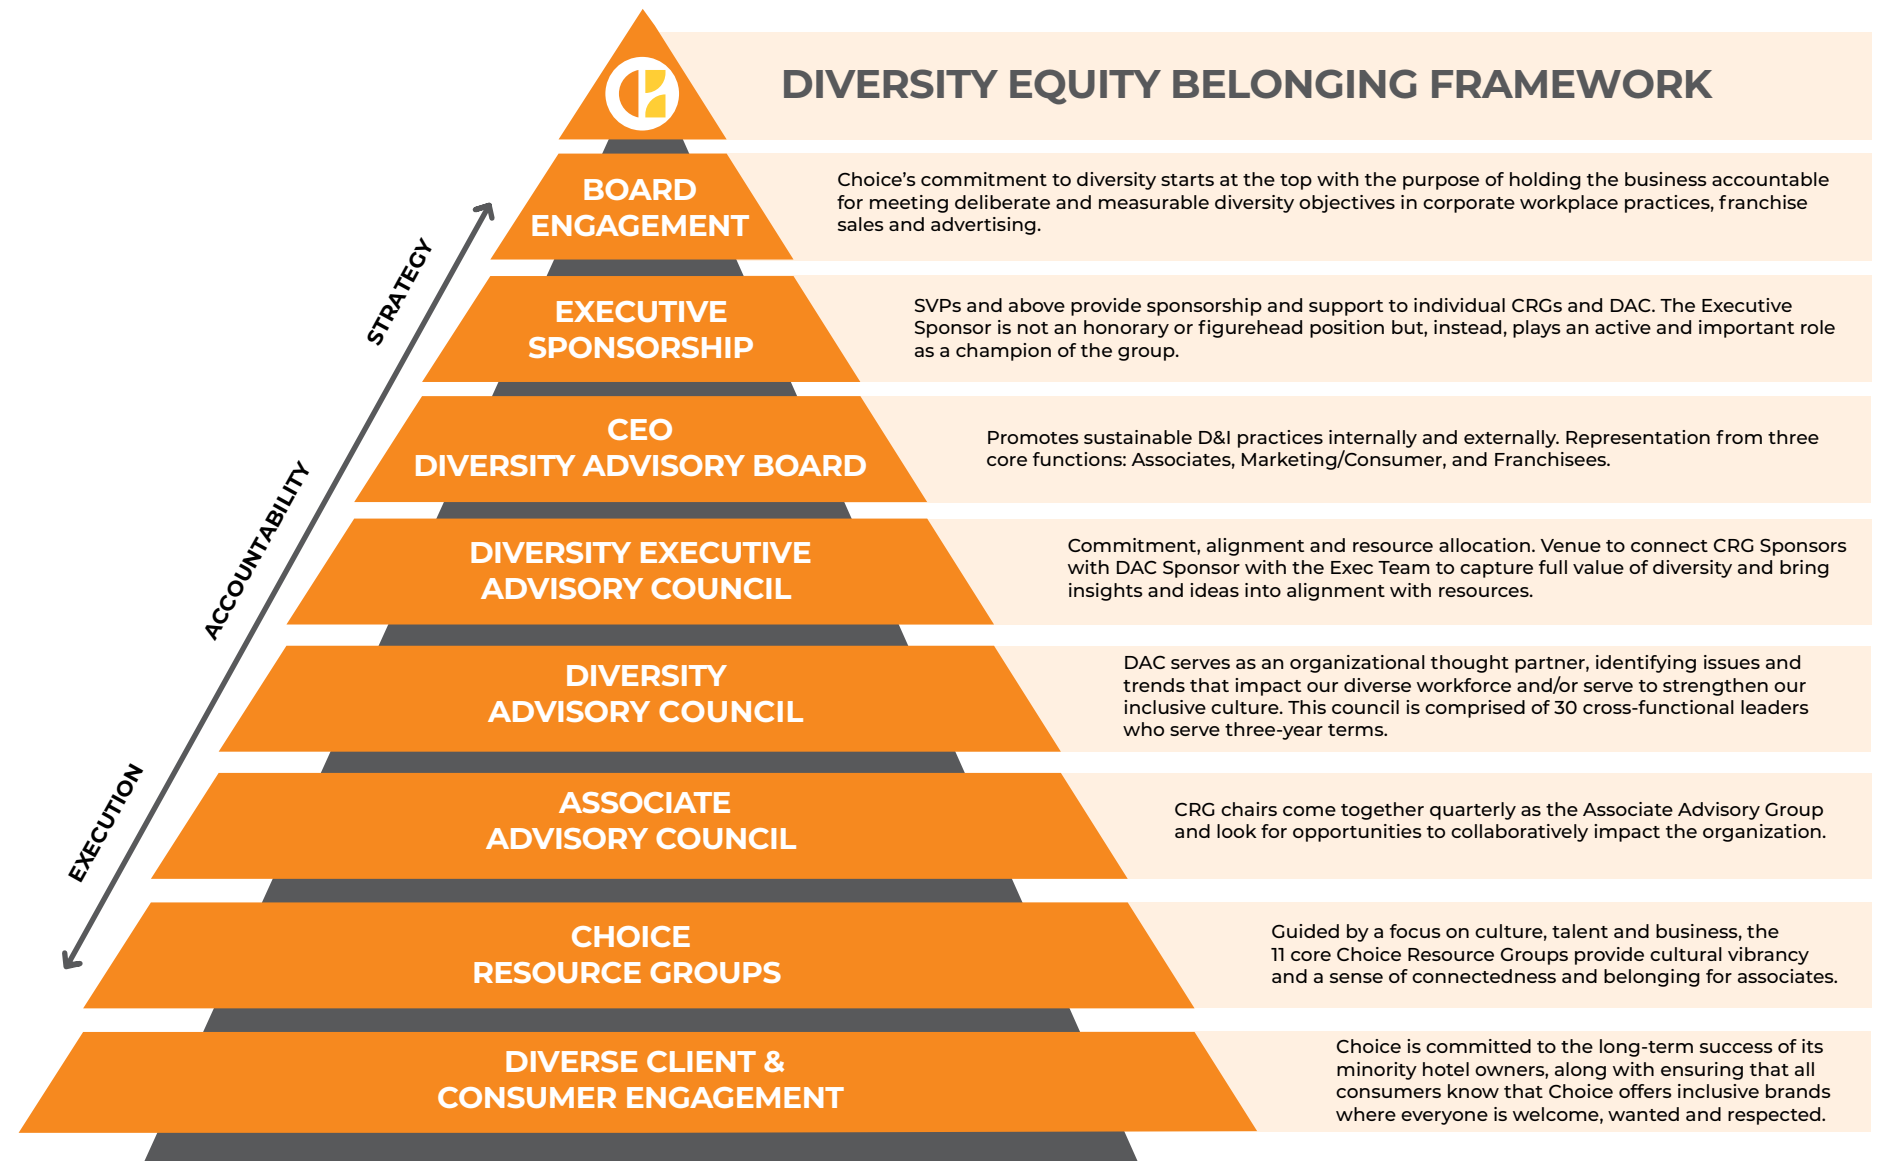 DIVERSITY EQUITY BELONGING FRAMEWORK
BOARD
ENGAGEMENT
Choice’s commitment to diversity starts at the top with the purpose of holding the business accountable
for meeting deliberate and measurable diversity objectives in corporate workplace practices, franchise
sales and advertising.
STRATEGY
EXECUTIVE
SPONSORSHIP
SVPs and above provide sponsorship and support to individual CRGs and DAC. The Executive
Sponsor is not an honorary or figurehead position but, instead, plays an active and important role
as a champion of the group.
CEO
DIVERSITY ADVISORY BOARD
Promotes sustainable D&I practices internally and externally. Representation from three
core functions: Associates, Marketing/Consumer, and Franchisees.
ACCOUNTABILITY
DIVERSITY EXECUTIVE
ADVISORY COUNCIL
Commitment, alignment and resource allocation. Venue to connect CRG Sponsors
with DAC Sponsor with the Exec Team to capture full value of diversity and bring
insights and ideas into alignment with resources.
DIVERSITY
ADVISORY COUNCIL
DAC serves as an organizational thought partner, identifying issues and
trends that impact our diverse workforce and/or serve to strengthen our
inclusive culture. This council is comprised of 30 cross-functional leaders
who serve three-year terms.
EXECUTION
ASSOCIATE
ADVISORY COUNCIL
CRG chairs come together quarterly as the Associate Advisory Group
and look for opportunities to collaboratively impact the organization.
CHOICE
RESOURCE GROUPS
Guided by a focus on culture, talent and business, the
11 core Choice Resource Groups provide cultural vibrancy
and a sense of connectedness and belonging for associates.
DIVERSE CLIENT &
CONSUMER ENGAGEMENT
Choice is committed to the long-term success of its
minority hotel owners, along with ensuring that all
consumers know that Choice offers inclusive brands
where everyone is welcome, wanted and respected.